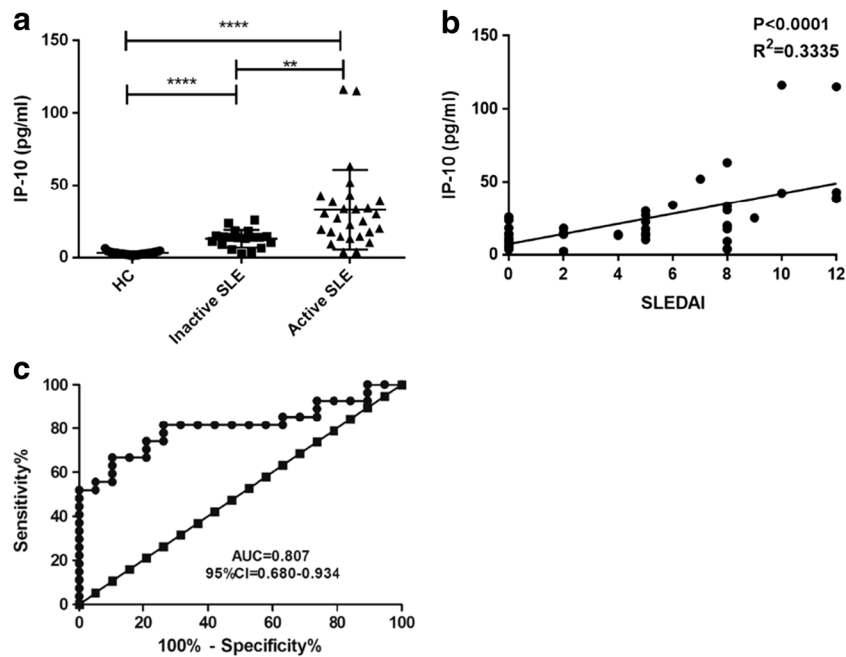 a
****
**
****
IP-10 (pg/ml)
150
100
50
0
HC
Inactive SLE
Active SLE
b
P<0.0001
R²=0.3335
IP-10 (pg/ml)
150
100
50
0
0 2 4 6 8 10 12
SLEDAI
c
Sensitivity%
100
80
60
40
20
0
AUC=0.807
95%CI=0.680-0.934
0 20 40 60 80 100
100% - Specificity%